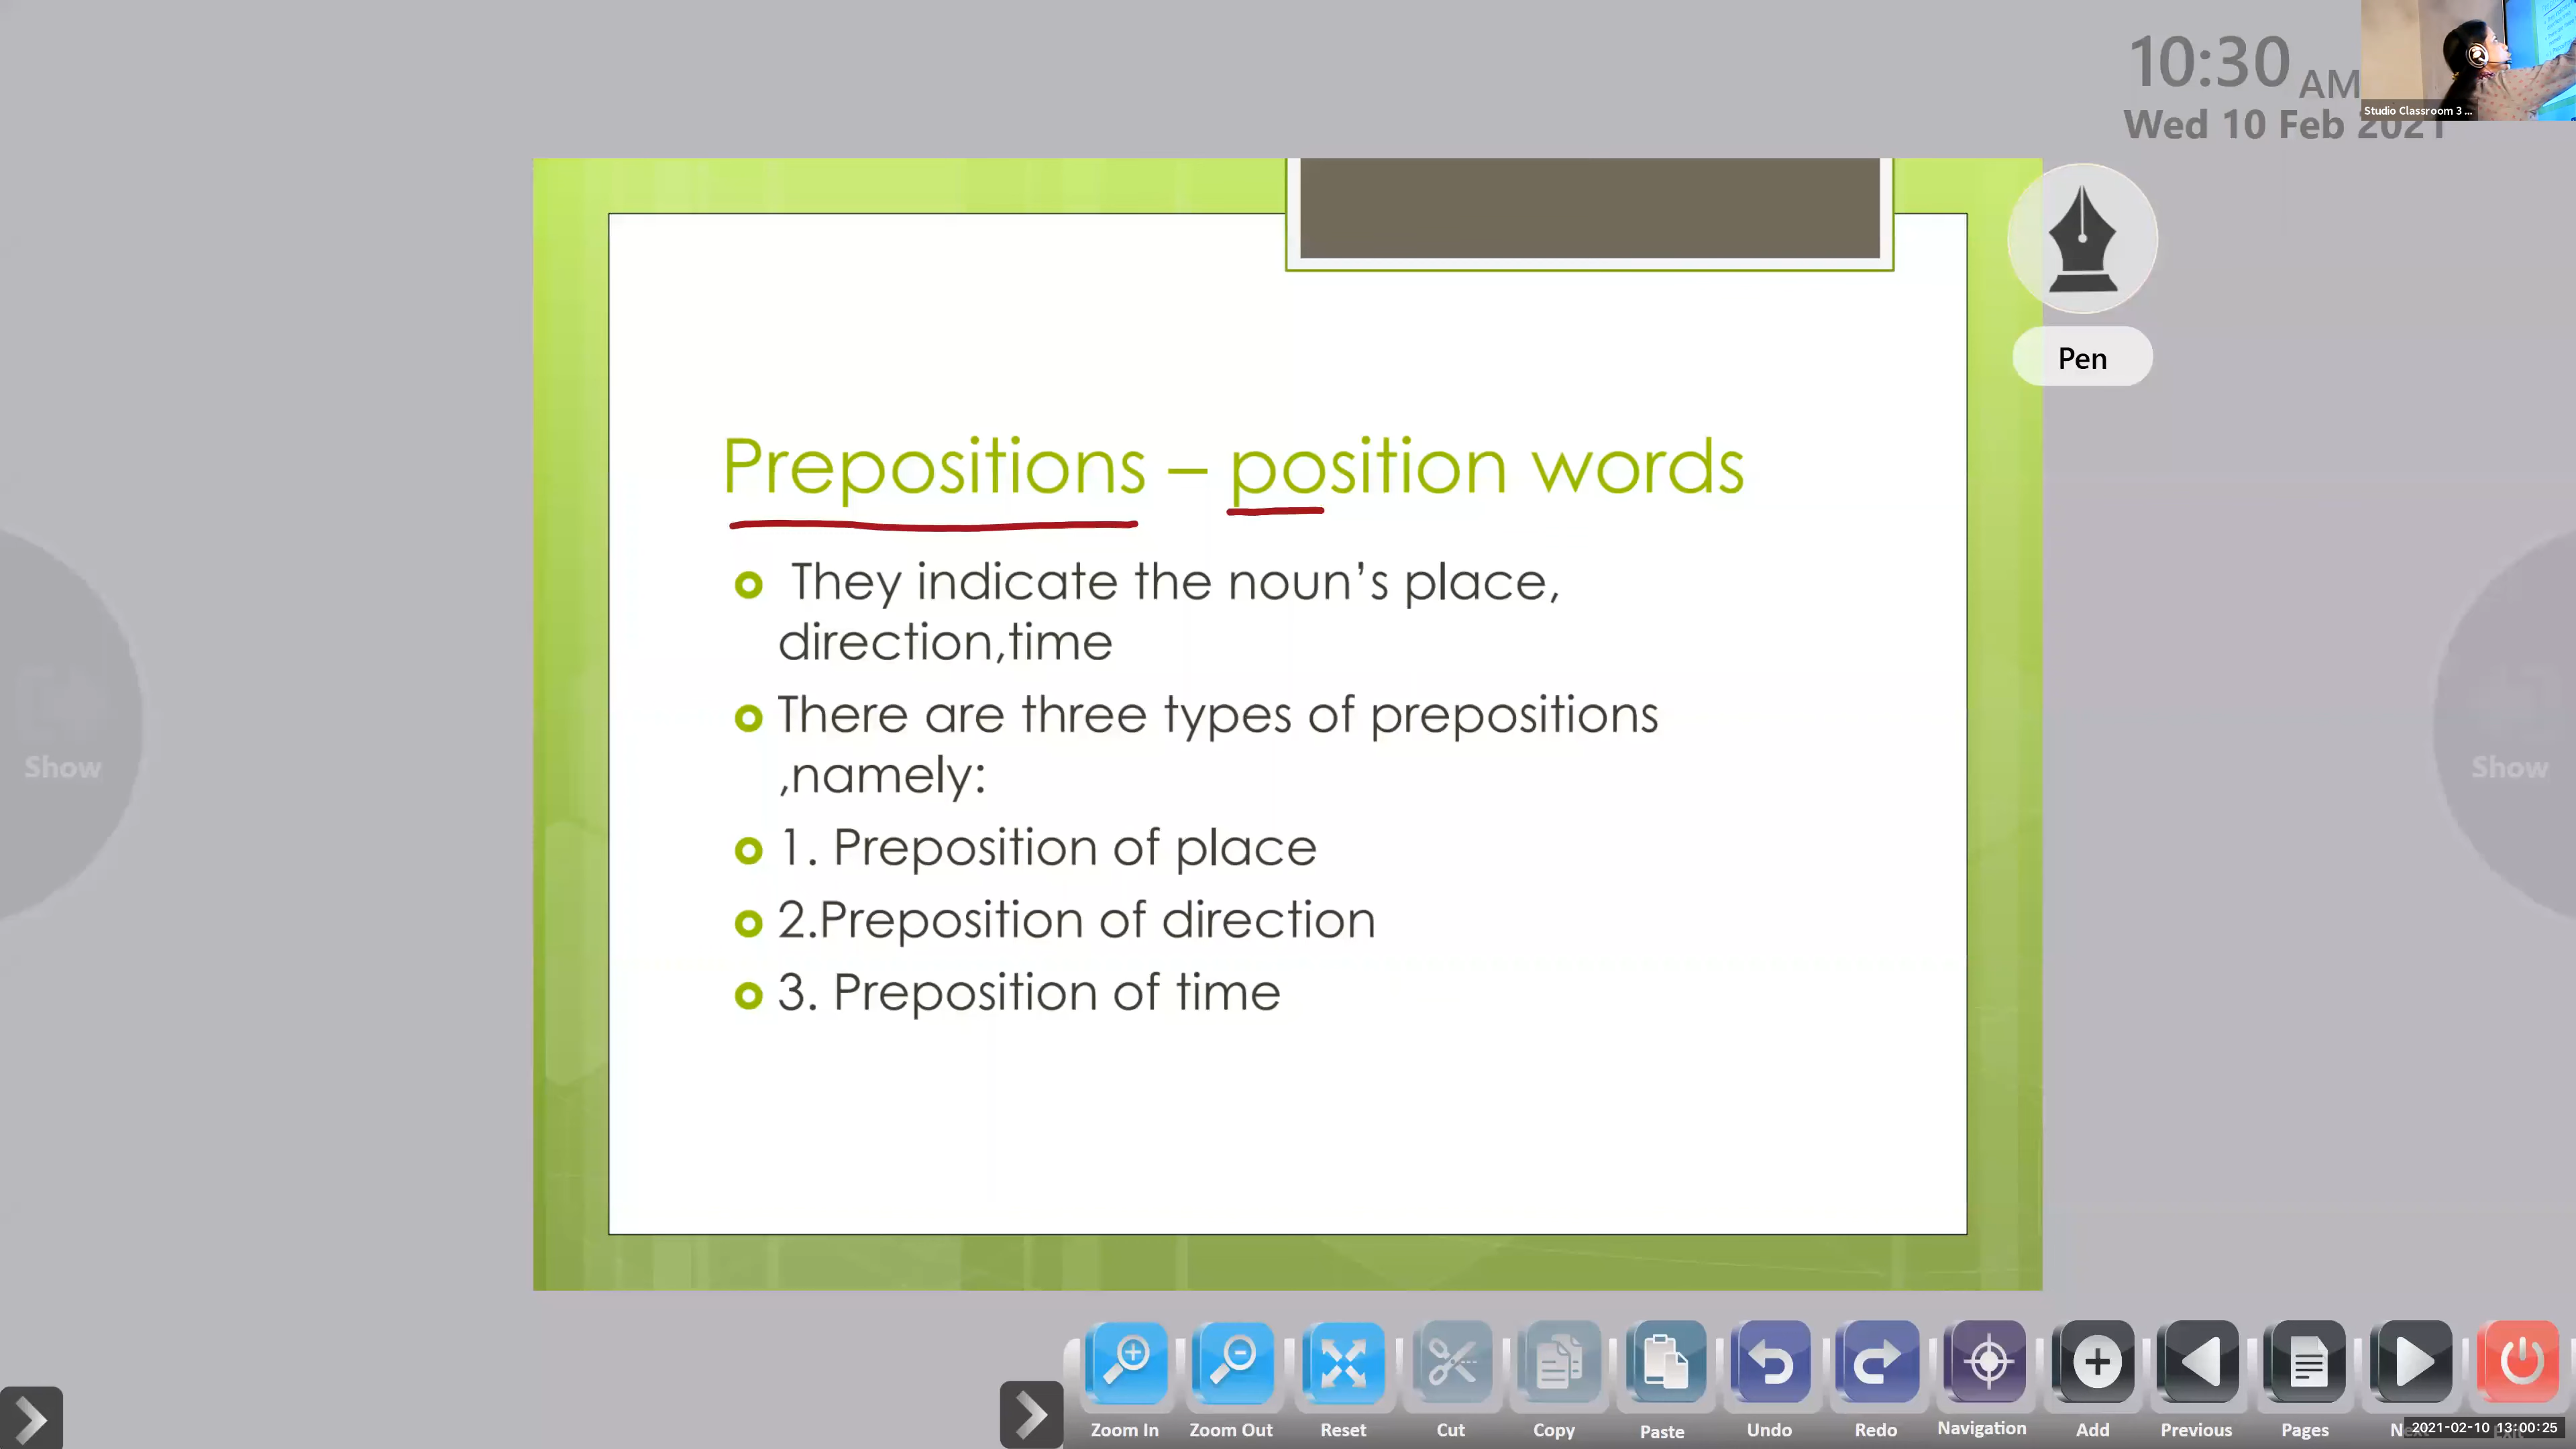 10:30 AM
Studio Classroom 3 ...
Wed 10 Feb 2021
Pen
Prepositions – position words
They indicate the noun’s place,
direction,time
There are three types of prepositions
,namely:
1. Preposition of place
2.Preposition of direction
3. Preposition of time
Show
Show
Zoom In Zoom Out Reset Cut Copy Paste Undo Redo Navigation Add Previous Pages
2021-02-10 13:00:25